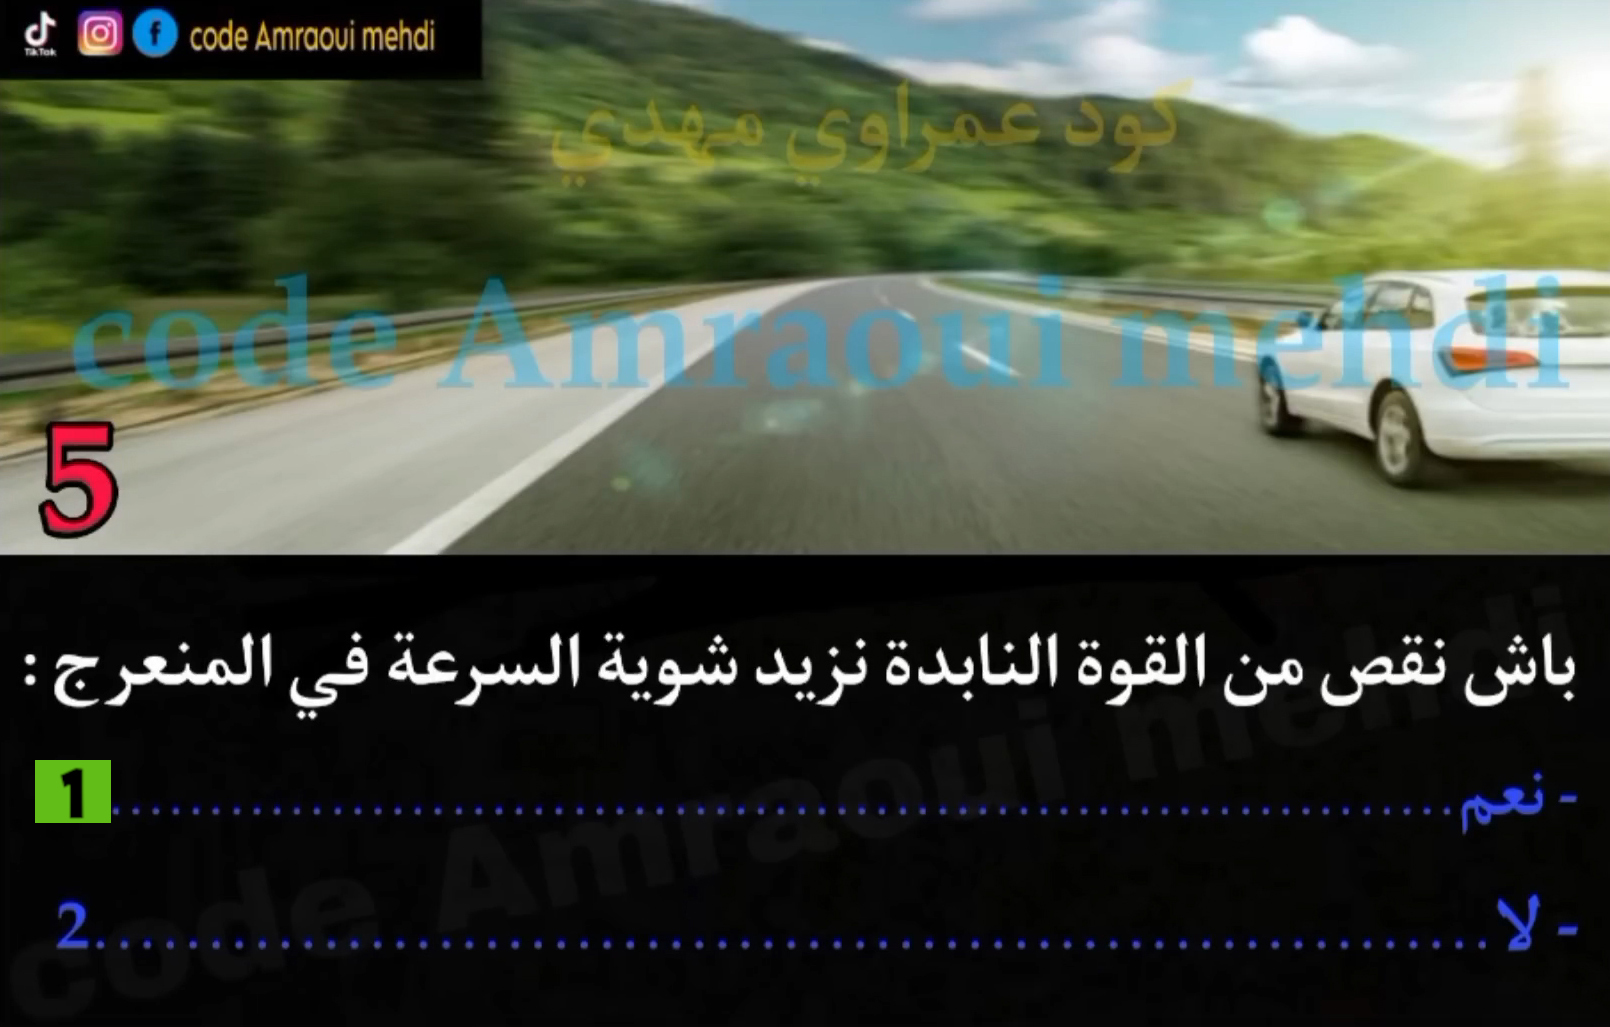 TikTok
code Amraoui mehdi
كود عمراوي مهدي
code Amraoui mehdi
5
باش نقص من القوة النابدة نزيد شوية السرعة في المنعرج :
- نعم ........................................ 1
- لا ........................................ 2
code Amraoui mehdi